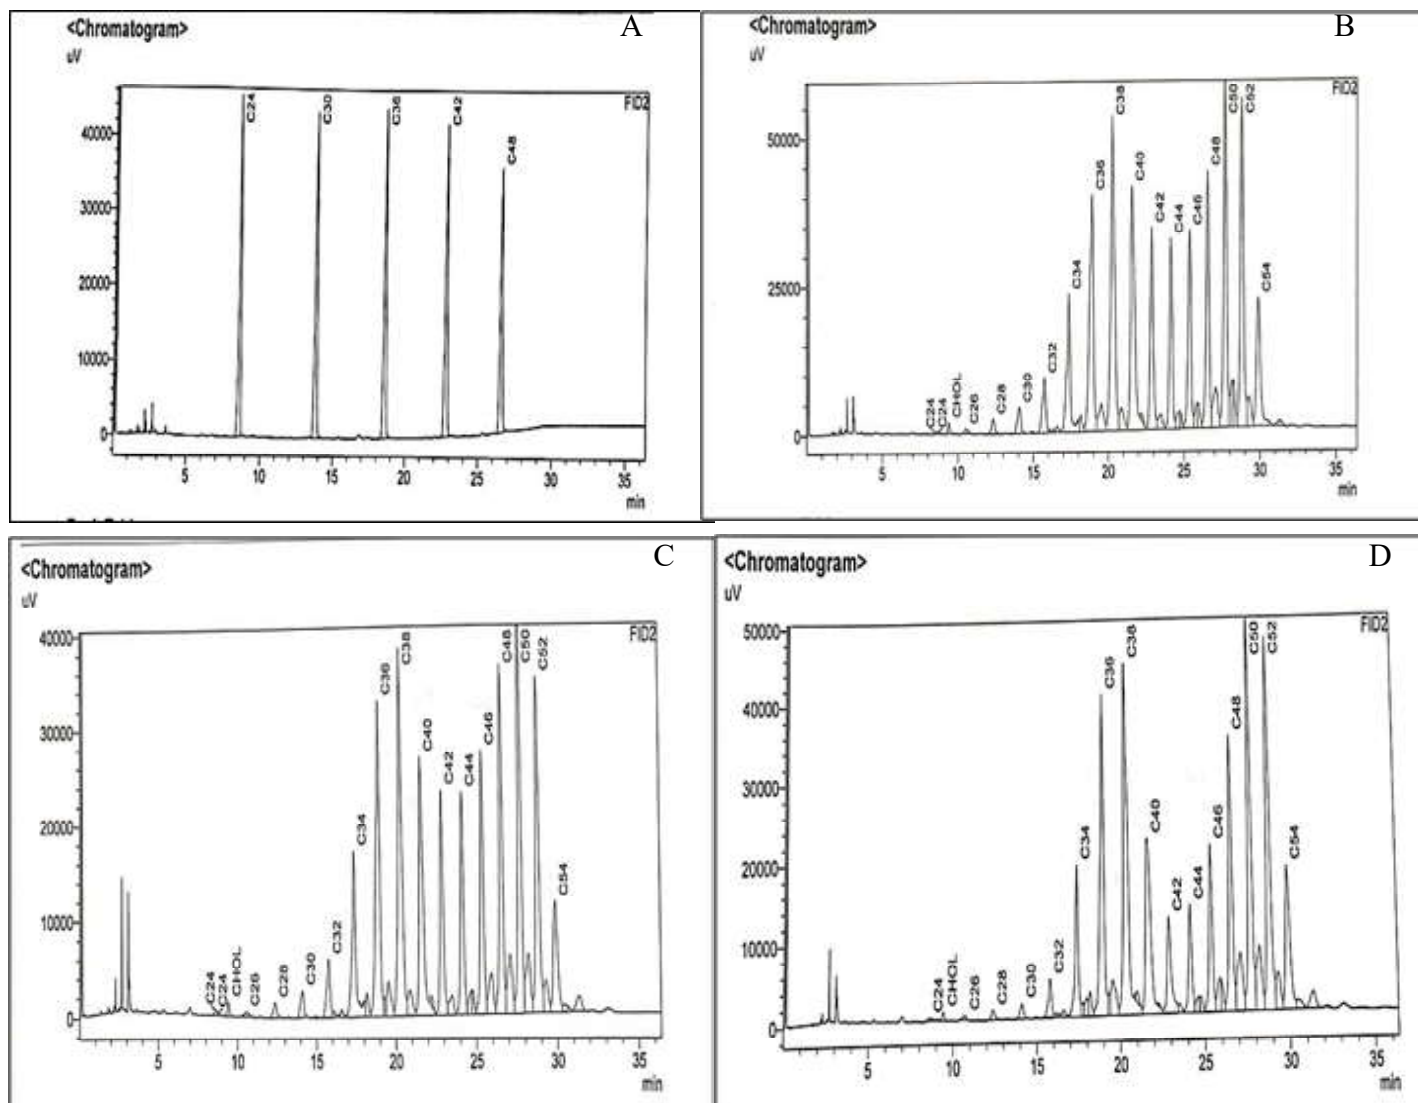 <Chromatogram>
A
uV
FID2
C24
C30
C36
C42
C48
40000
30000
20000
10000
0
5 10 15 20 25 30 35
min
<Chromatogram>
B
uV
FID2
C24
C24
CHOL
C26
C28
C30
C32
C34
C36
C38
C40
C42
C44
C46
C48
C50
C52
C54
50000
25000
0
5 10 15 20 25 30 35
min
<Chromatogram>
C
uV
FID2
C24
C24
CHOL
C26
C28
C30
C32
C34
C36
C38
C40
C42
C44
C46
C48
C50
C52
C54
40000
30000
20000
10000
0
5 10 15 20 25 30 35
min
<Chromatogram>
D
uV
FID2
C24
CHOL
C26
C28
C30
C32
C34
C36
C38
C40
C42
C44
C46
C48
C50
C52
C54
50000
40000
30000
20000
10000
0
5 10 15 20 25 30 35
min